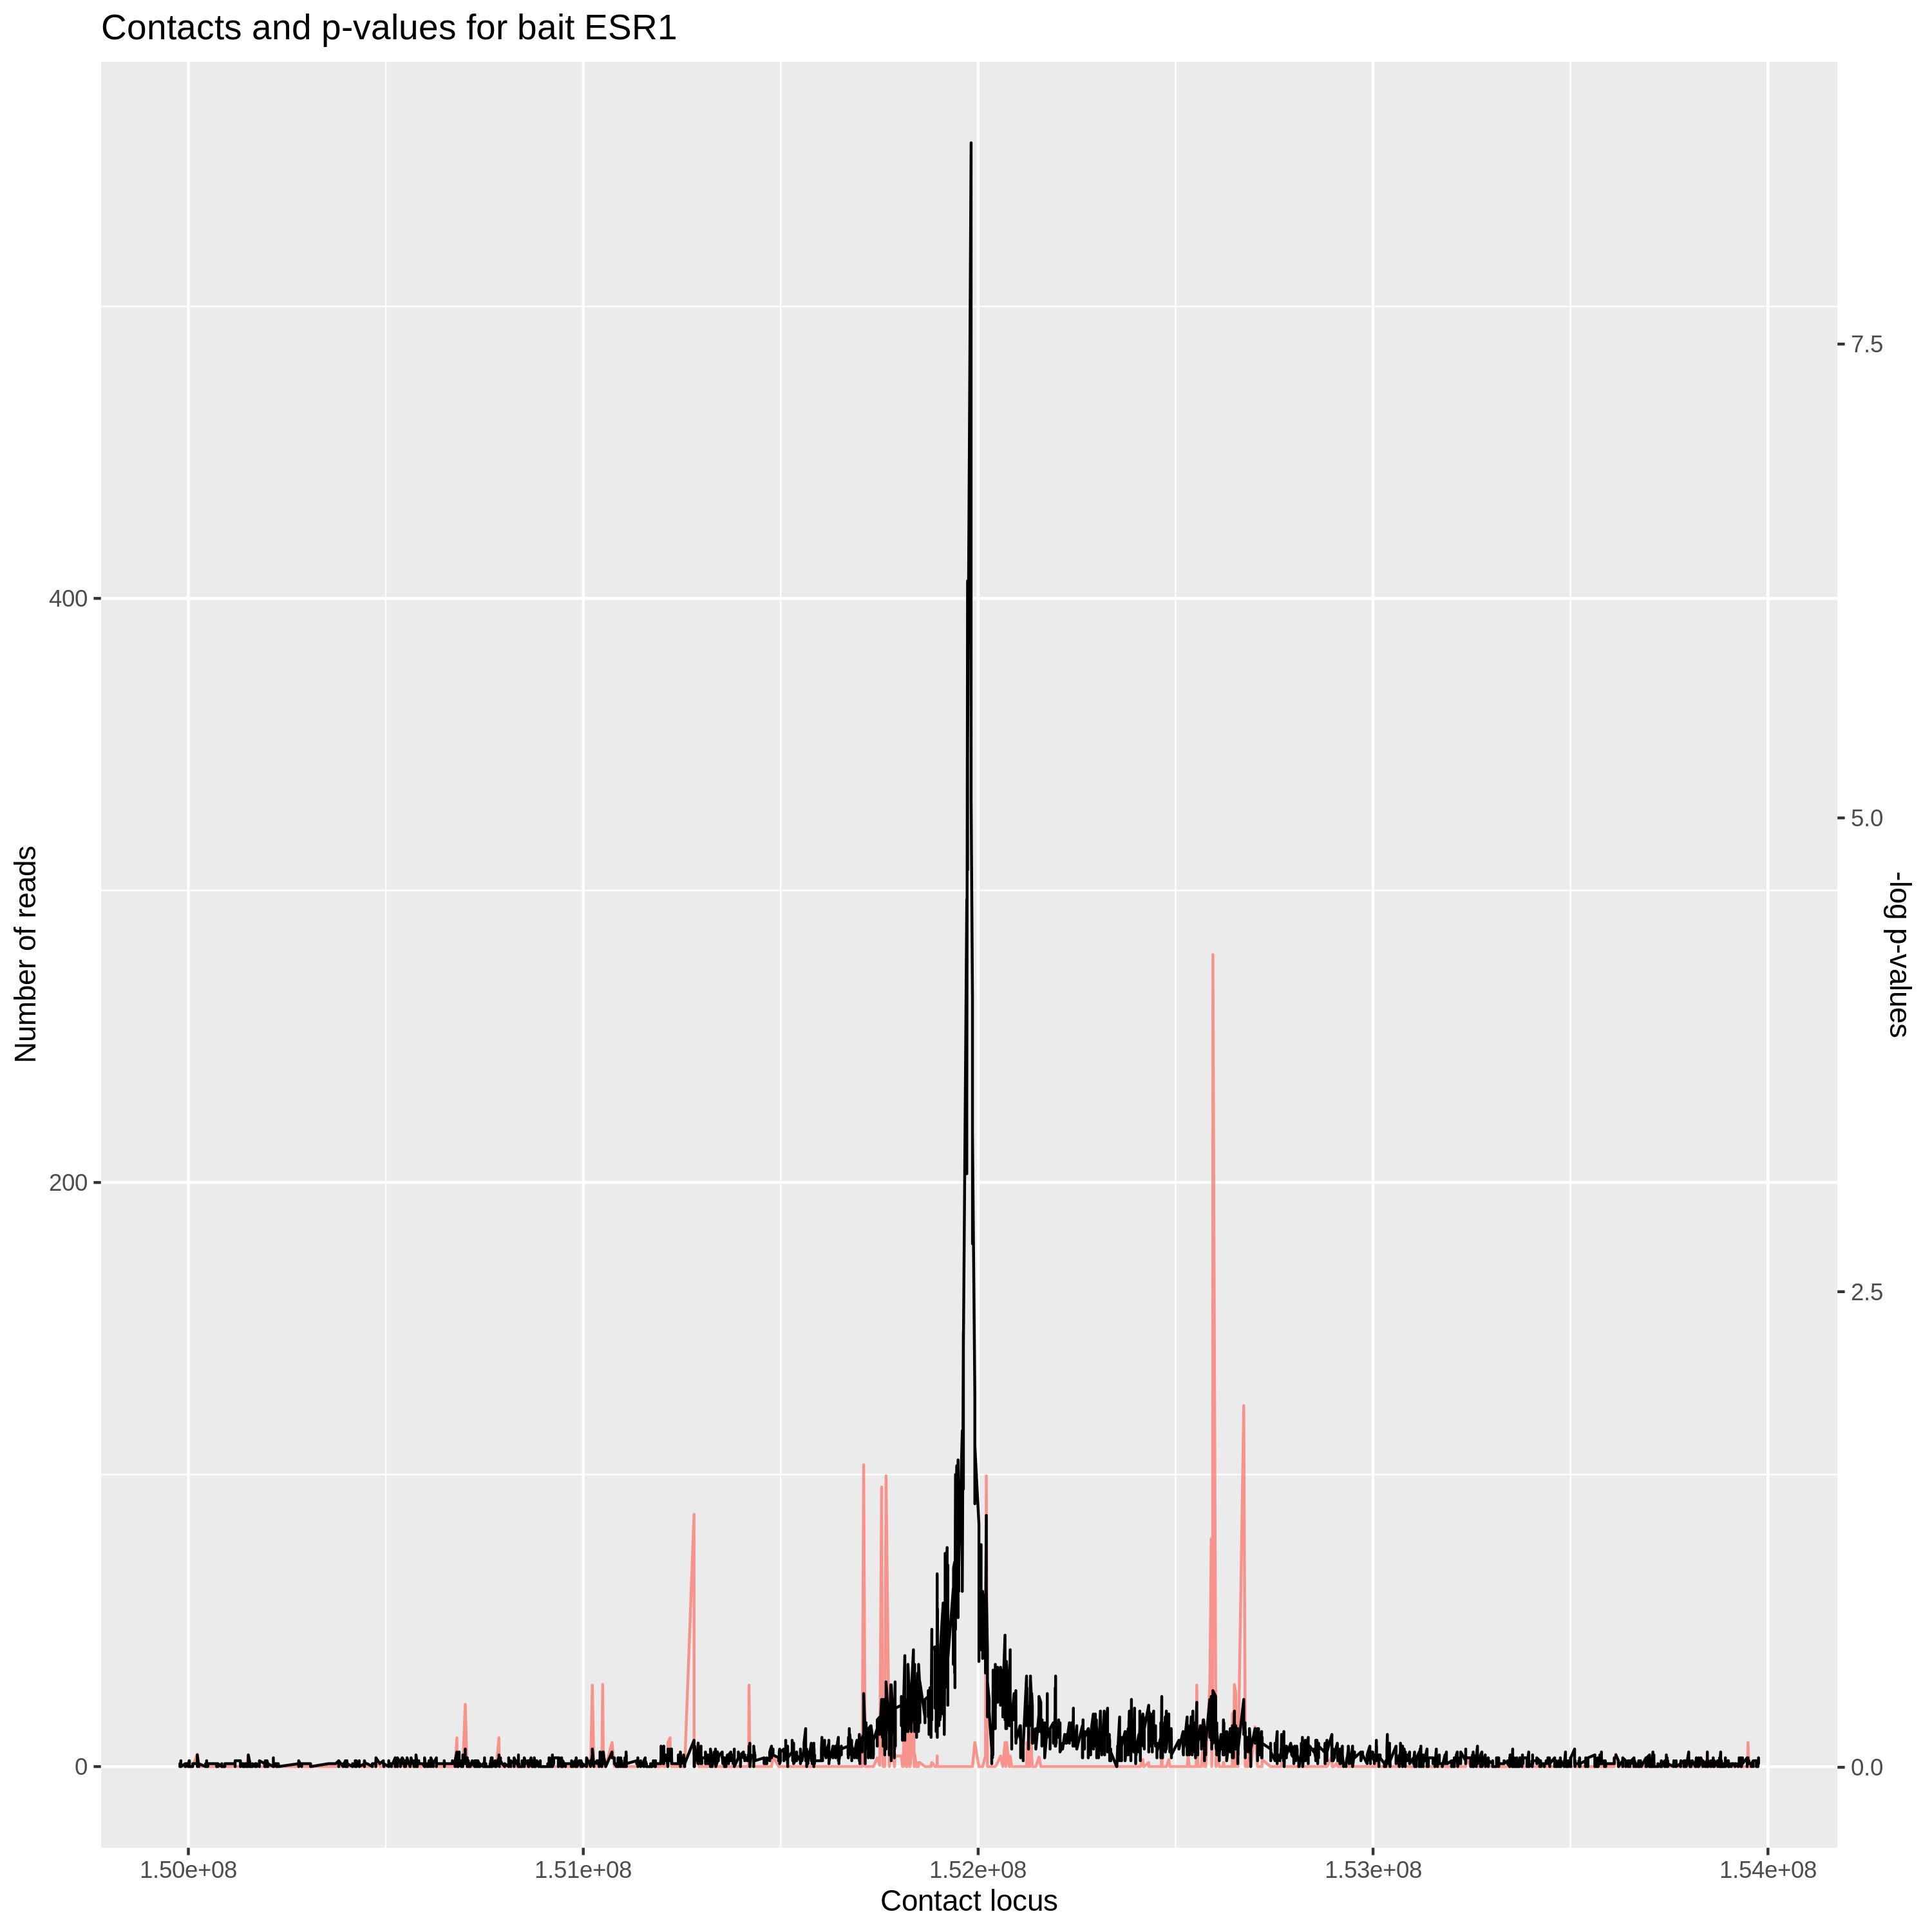 Contacts and p-values for bait ESR1
Number of reads
400
200
0
7.5
5.0
2.5
0.0
-log p-values
1.50e+08
1.51e+08
1.52e+08
1.53e+08
1.54e+08
Contact locus